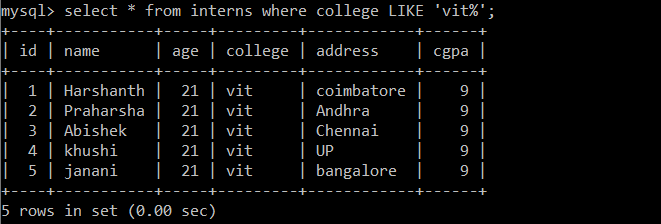 mysql> select * from interns where college LIKE 'vit%';
+----+-----------+-----+---------+------------+------+
| id | name      | age | college | address    | cgpa |
+----+-----------+-----+---------+------------+------+
|  1 | Harshanth |  21 | vit     | coimbatore |    9 |
|  2 | Praharsha |  21 | vit     | Andhra     |    9 |
|  3 | Abishek   |  21 | vit     | Chennai    |    9 |
|  4 | khushi    |  21 | vit     | UP         |    9 |
|  5 | janani    |  21 | vit     | bangalore  |    9 |
+----+-----------+-----+---------+------------+------+
5 rows in set (0.00 sec)